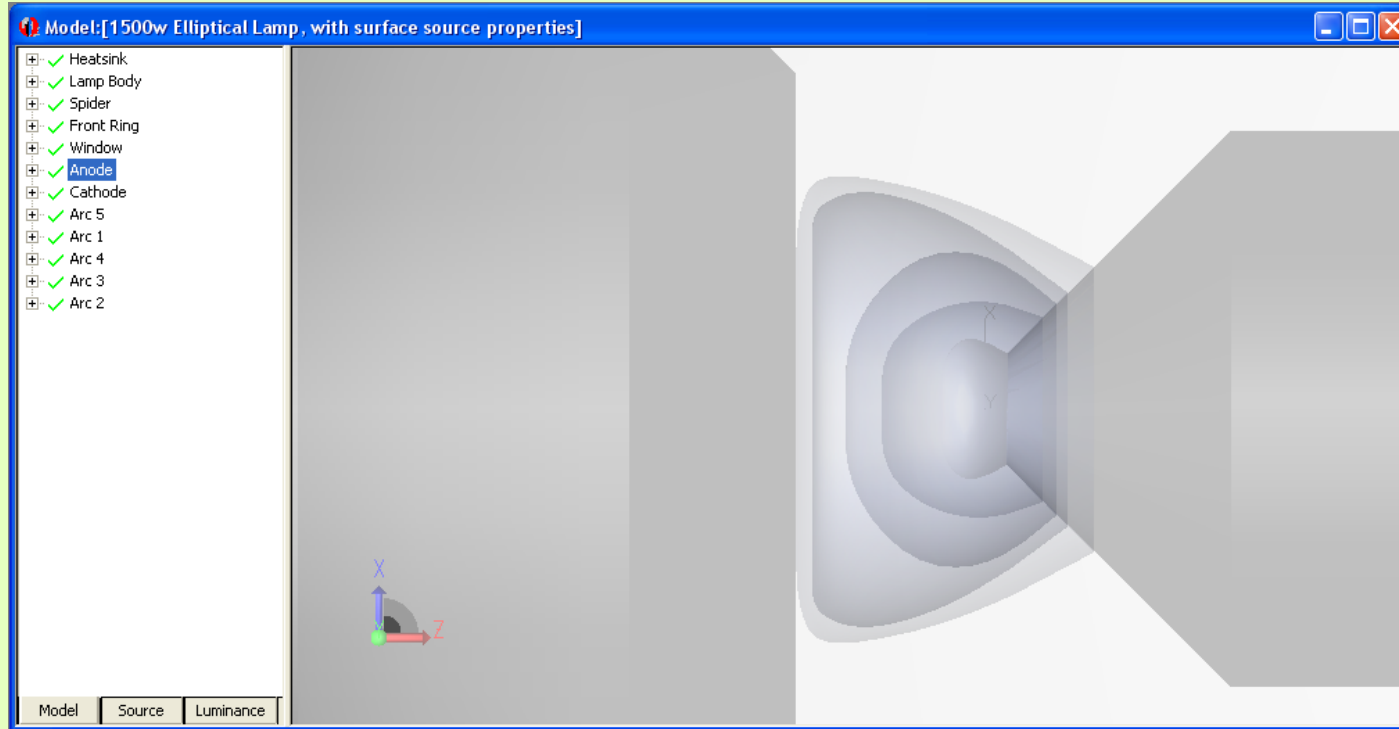 Model:[1500w Elliptical Lamp, with surface source properties]
Heatsink
Lamp Body
Spider
Front Ring
Window
Anode
Cathode
Arc 5
Arc 1
Arc 4
Arc 3
Arc 2
X
Y
X
Z
Model Source Luminance